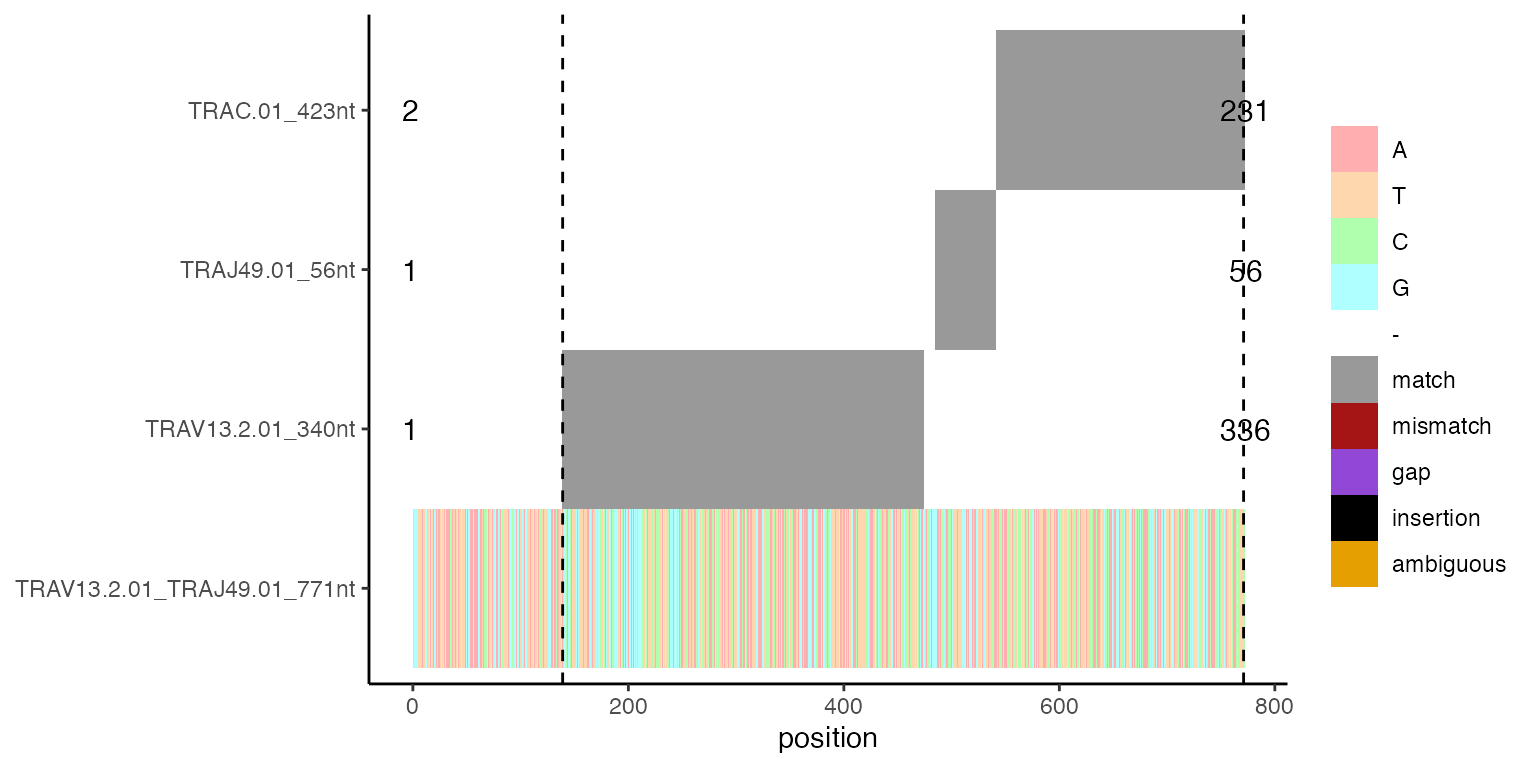 TRAC.01_423nt
2
231
TRAJ49.01_56nt
1
56
TRAV13.2.01_340nt
1
336
TRAV13.2.01_TRAJ49.01_771nt
0
200
400
600
800
position
A
T
C
G
-
match
mismatch
gap
insertion
ambiguous